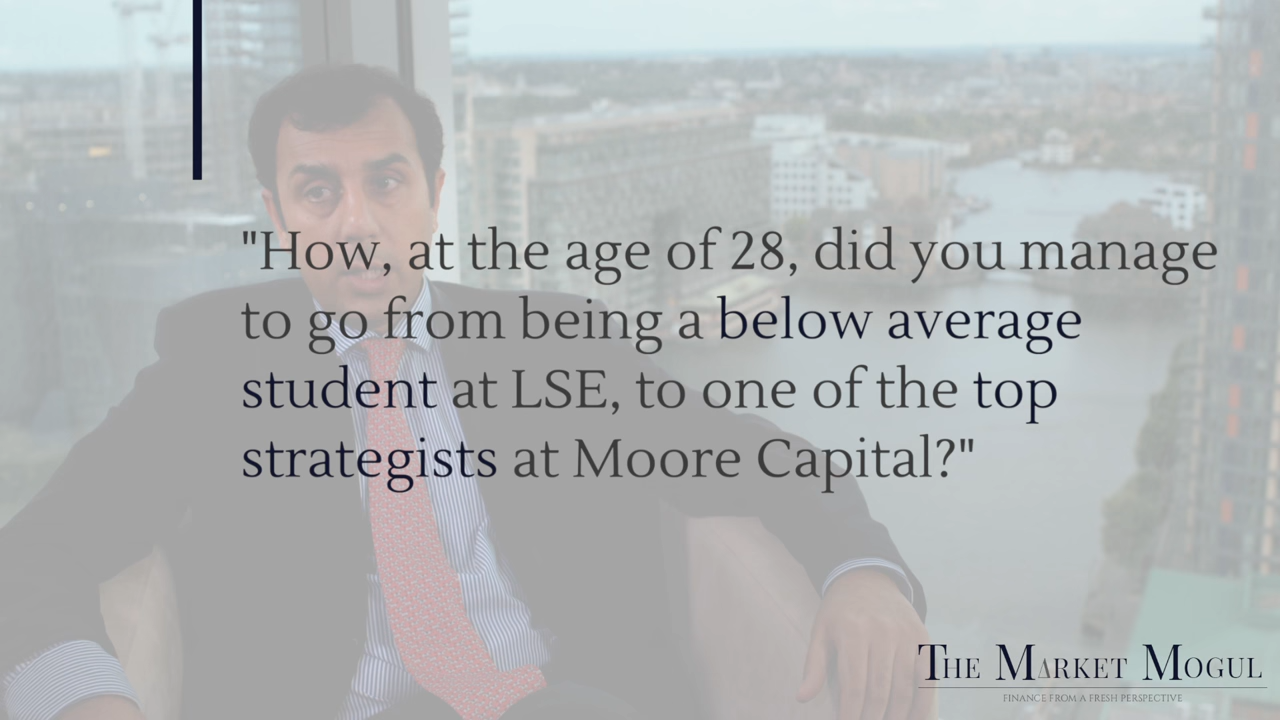 "How, at the age of 28, did you manage
to go from being a below average
student at LSE, to one of the top
strategists at Moore Capital?"
THE MARKET MOGUL
FINANCE FROM A FRESH PERSPECTIVE